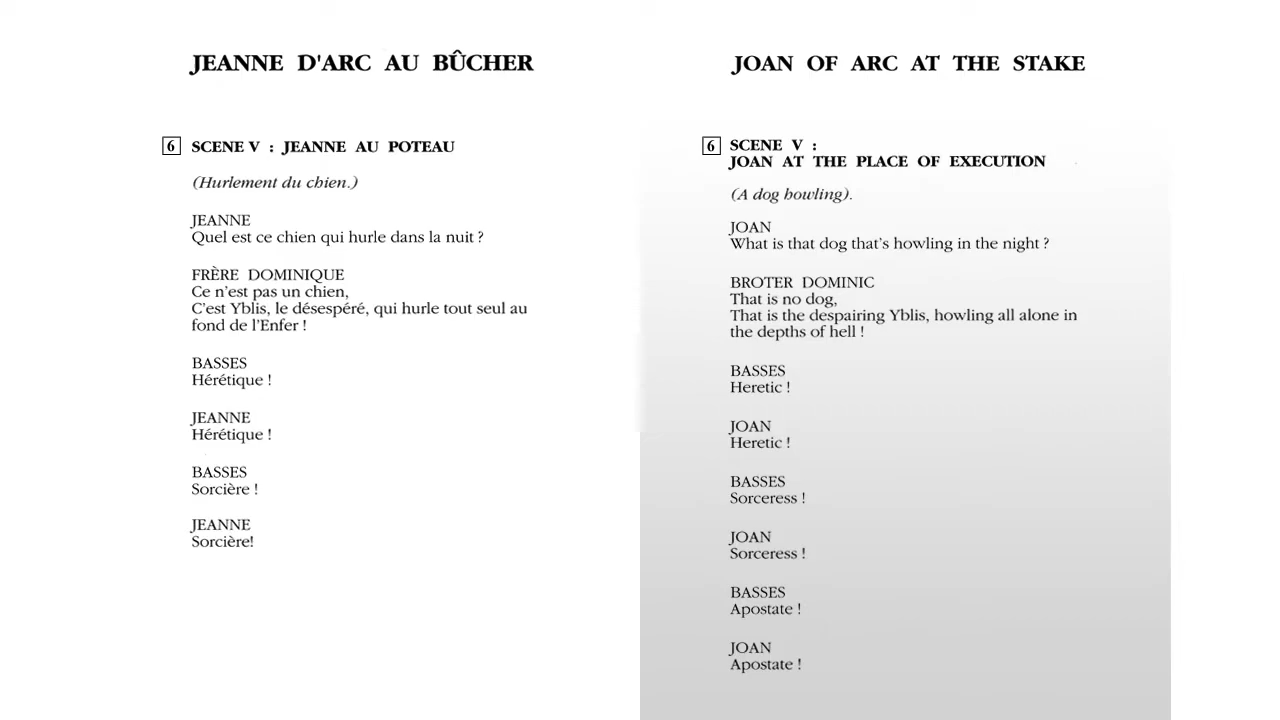 JEANNE D'ARC AU BÛCHER
6 SCENE V : JEANNE AU POTEAU
(Hurlement du chien.)
JEANNE
Quel est ce chien qui hurle dans la nuit ?
FRÈRE DOMINIQUE
Ce n'est pas un chien,
C'est Yblis, le désespéré, qui hurle tout seul au
fond de l'Enfer !
BASSES
Hérétique !
JEANNE
Hérétique !
BASSES
Sorcière !
JEANNE
Sorcière!
JOAN OF ARC AT THE STAKE
6 SCENE V :
JOAN AT THE PLACE OF EXECUTION
(A dog howling).
JOAN
What is that dog that's howling in the night ?
BROTER DOMINIC
That is no dog,
That is the despairing Yblis, howling all alone in
the depths of hell !
BASSES
Heretic !
JOAN
Heretic !
BASSES
Sorceress !
JOAN
Sorceress !
BASSES
Apostate !
JOAN
Apostate !